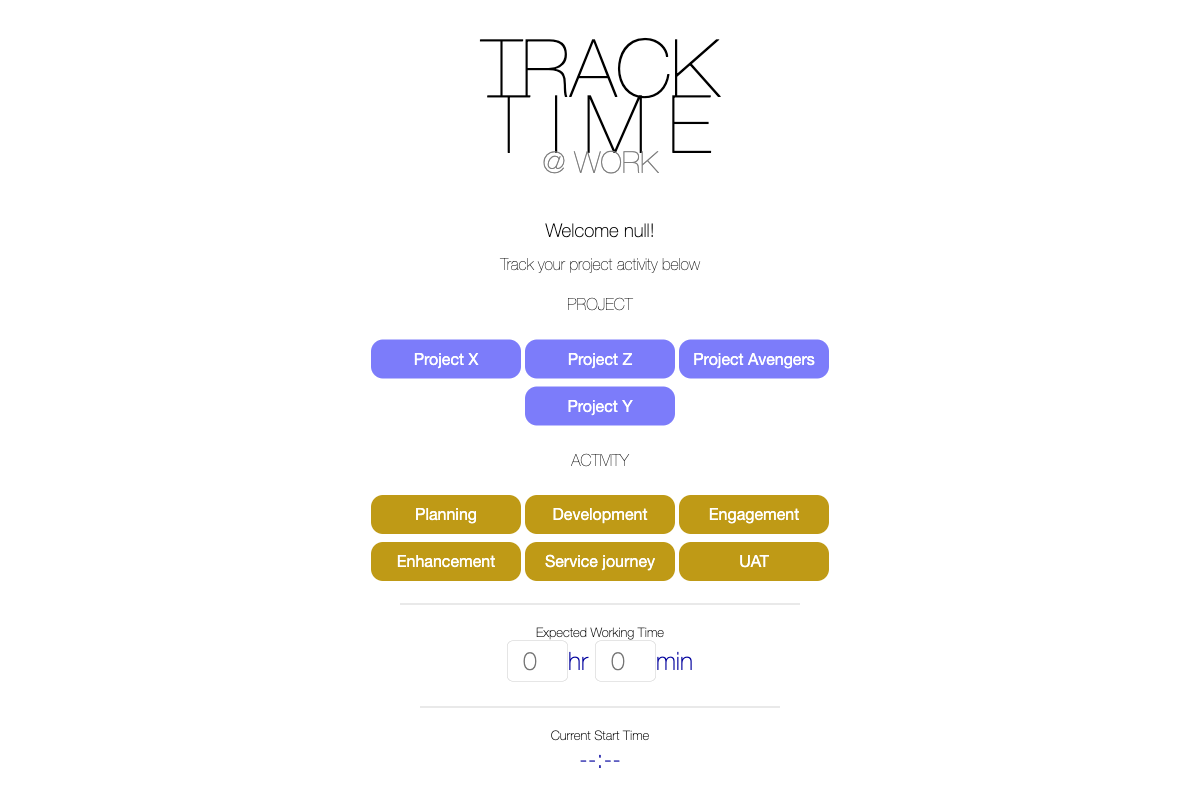 TRACK
TIME
@ WORK
Welcome null!
Track your project activity below
PROJECT
Project X Project Z Project Avengers
Project Y
ACTIVITY
Planning Development Engagement
Enhancement Service journey UAT
Expected Working Time
0 hr 0 min
Current Start Time
--:--